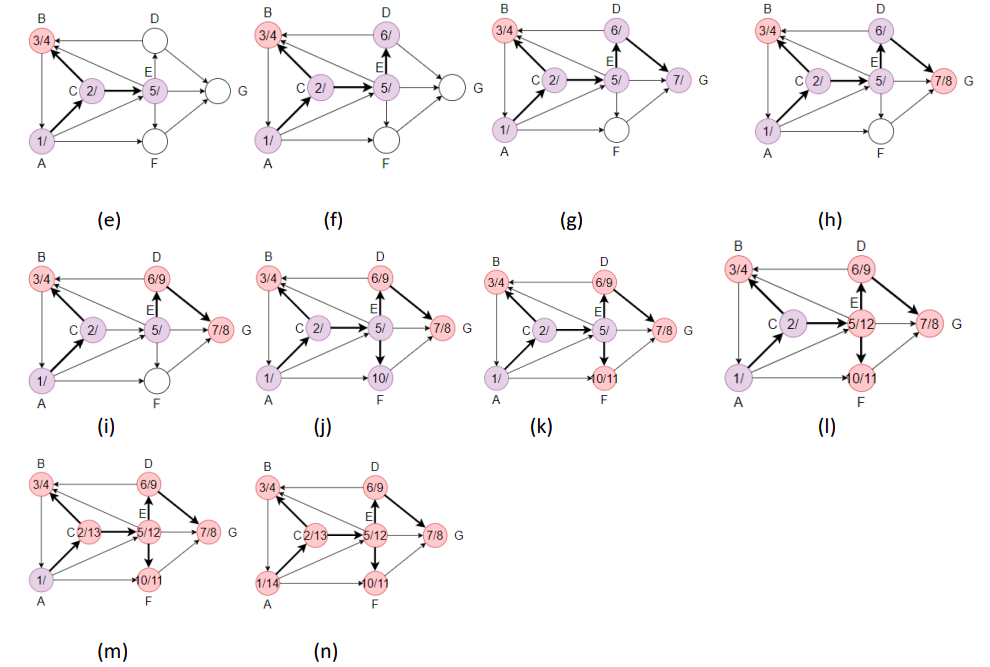 B D B D B D B D
3/4 3/4 6/ 3/4 6/ 3/4 6/
E E E E
C 2/ 5/ G C 2/ 5/ G C 2/ 5/ 7/ G C 2/ 5/ 7/8 G
1/ 1/ 1/ 1/
A F A F A F A F
(e) (f) (g) (h)
B D B D B D B D
3/4 6/9 3/4 6/9 3/4 6/9 3/4 6/9
E E E E
C 2/ 5/ 7/8 G C 2/ 5/ 7/8 G C 2/ 5/ 7/8 G C 2/ 5/12 7/8 G
1/ 1/ 10/ 1/ 10/11 1/ 10/11
A F A F A F A F
(i) (j) (k) (l)
B D B D
3/4 6/9 3/4 6/9
E E
C 2/13 5/12 7/8 G C 2/13 5/12 7/8 G
1/ 10/11 1/14 10/11
A F A F
(m) (n)